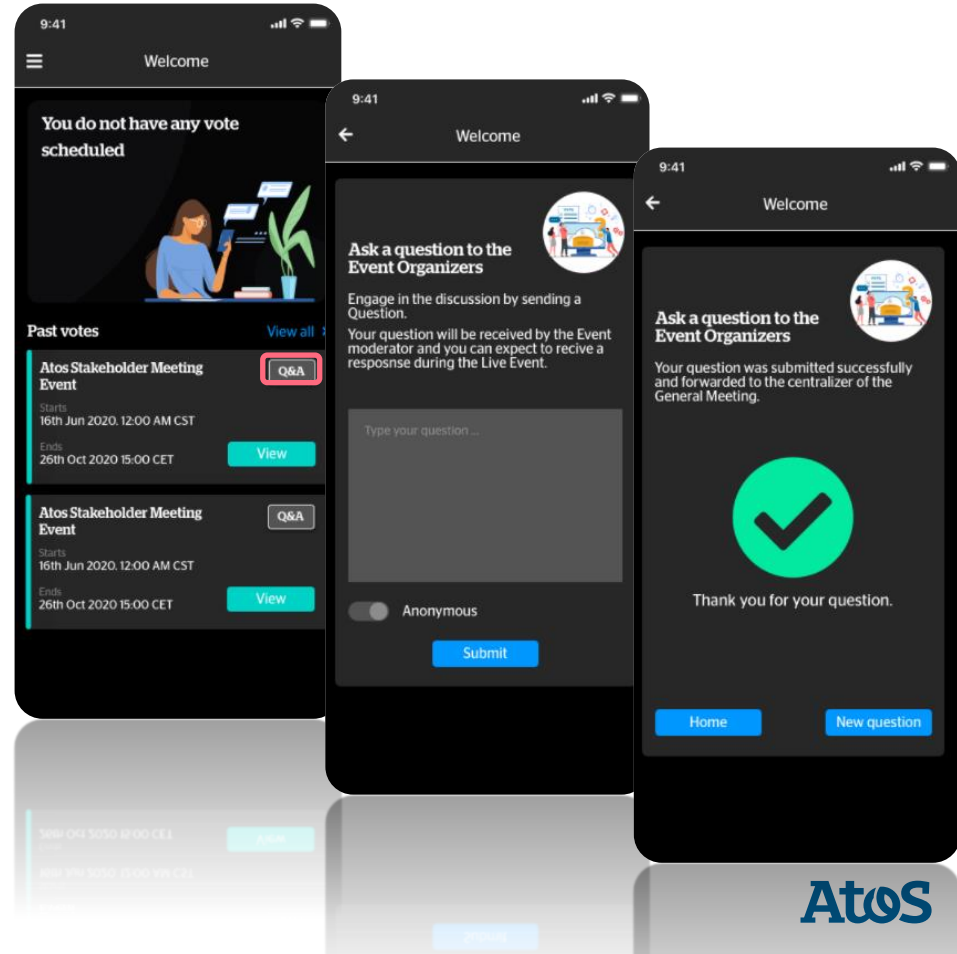 9:41
Welcome
You do not have any vote
scheduled
Past votes
View all
Atos Stakeholder Meeting
Event
Q&A
Starts
16th Jun 2020. 12:00 AM CST
Ends
26th Oct 2020 15:00 CET
View
Atos Stakeholder Meeting
Event
Q&A
Starts
16th Jun 2020. 12:00 AM CST
Ends
26th Oct 2020 15:00 CET
View
9:41
Welcome
Ask a question to the
Event Organizers
Engage in the discussion by sending a
Question.
Your question will be received by the Event
moderator and you can expect to recive a
resposnse during the Live Event.
Type your question ...
Anonymous
Submit
9:41
Welcome
Ask a question to the
Event Organizers
Your question was submitted successfully
and forwarded to the centralizer of the
General Meeting.
Thank you for your question.
Home
New question
Atos